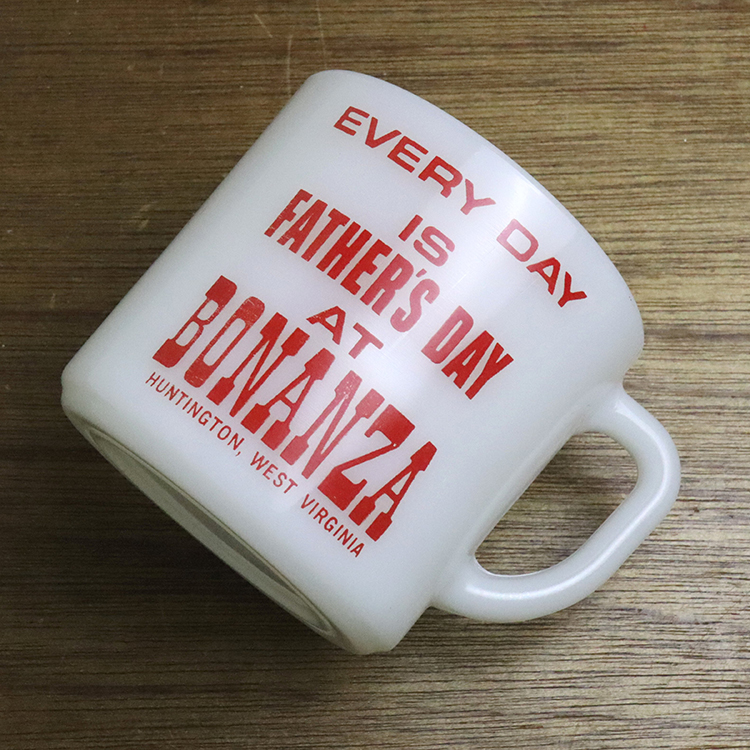 EVERY DAY
IS
FATHER'S DAY
AT
BONANZA
HUNTINGTON, WEST VIRGINIA